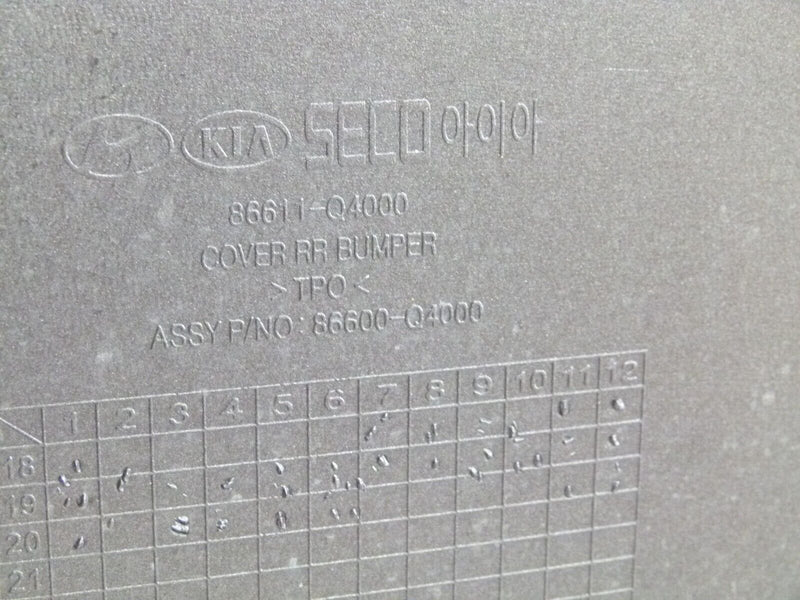 KIA SECO 아이아
86611-Q4000
COVER RR BUMPER
>TPO<
ASSY P/NO: 86600-Q4000
1 2 3 4 5 6 7 8 9 10 11 12
18
19
20
21